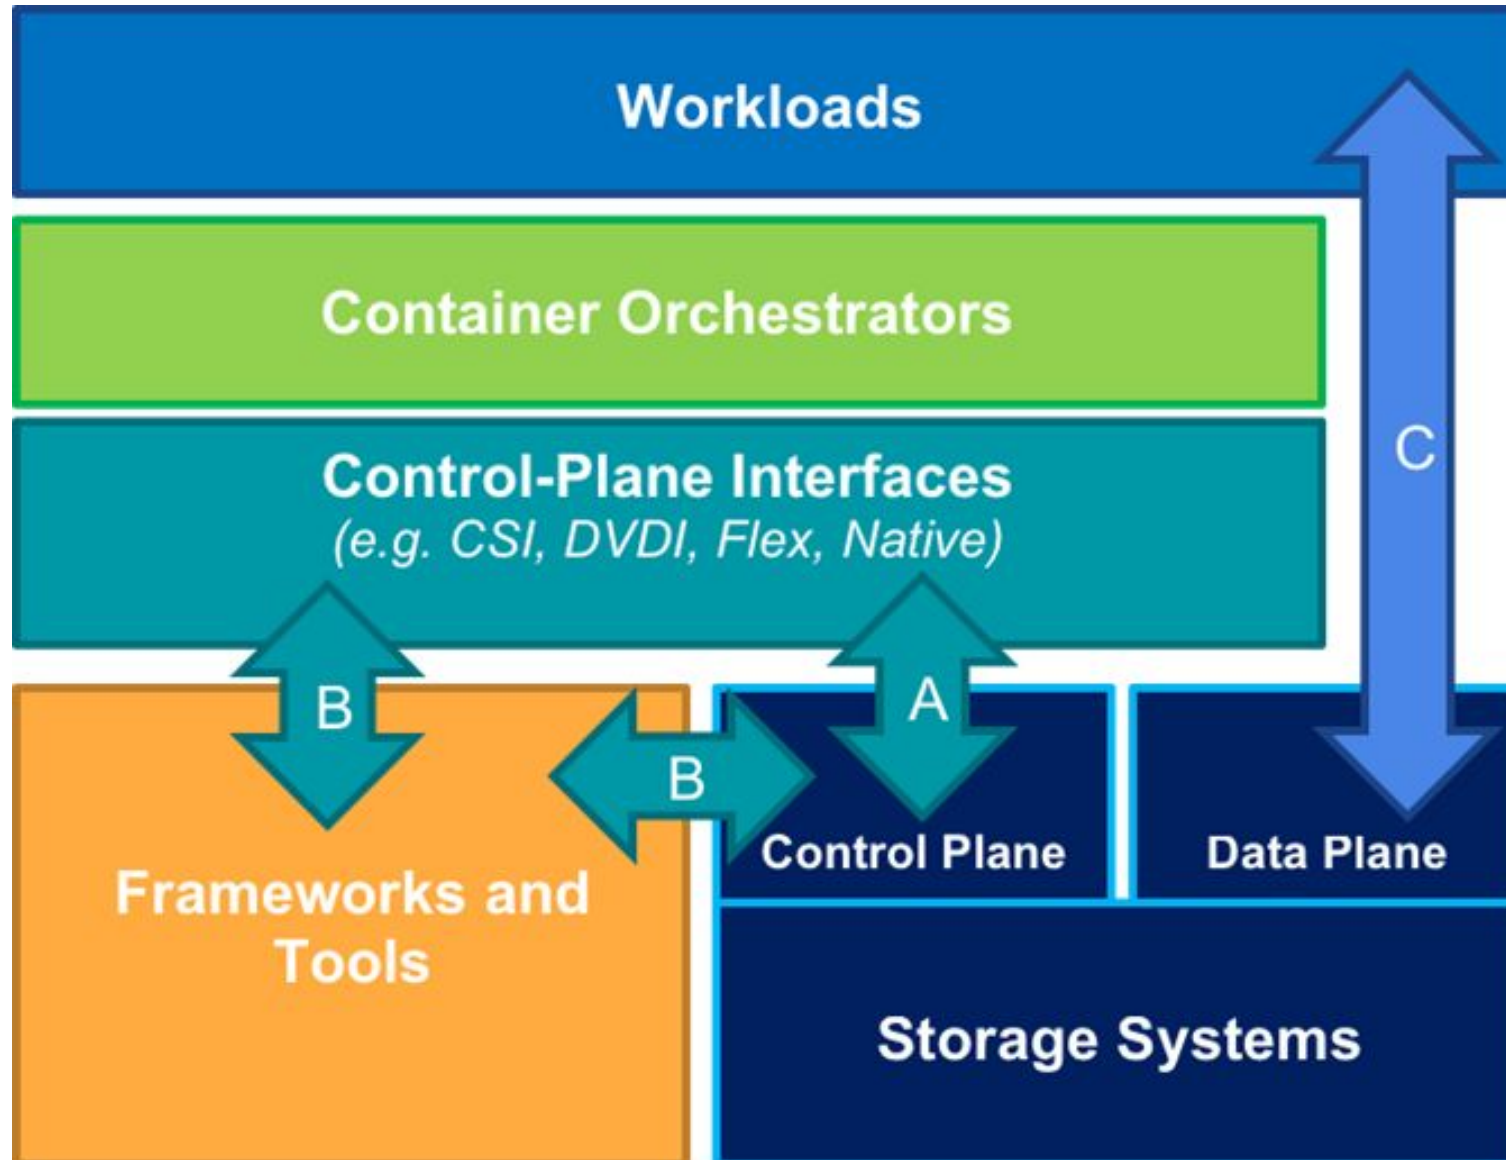 Workloads
Container Orchestrators
Control-Plane Interfaces
(e.g. CSI, DVDI, Flex, Native)
C
B
A
B
Control Plane
Data Plane
Frameworks and
Tools
Storage Systems